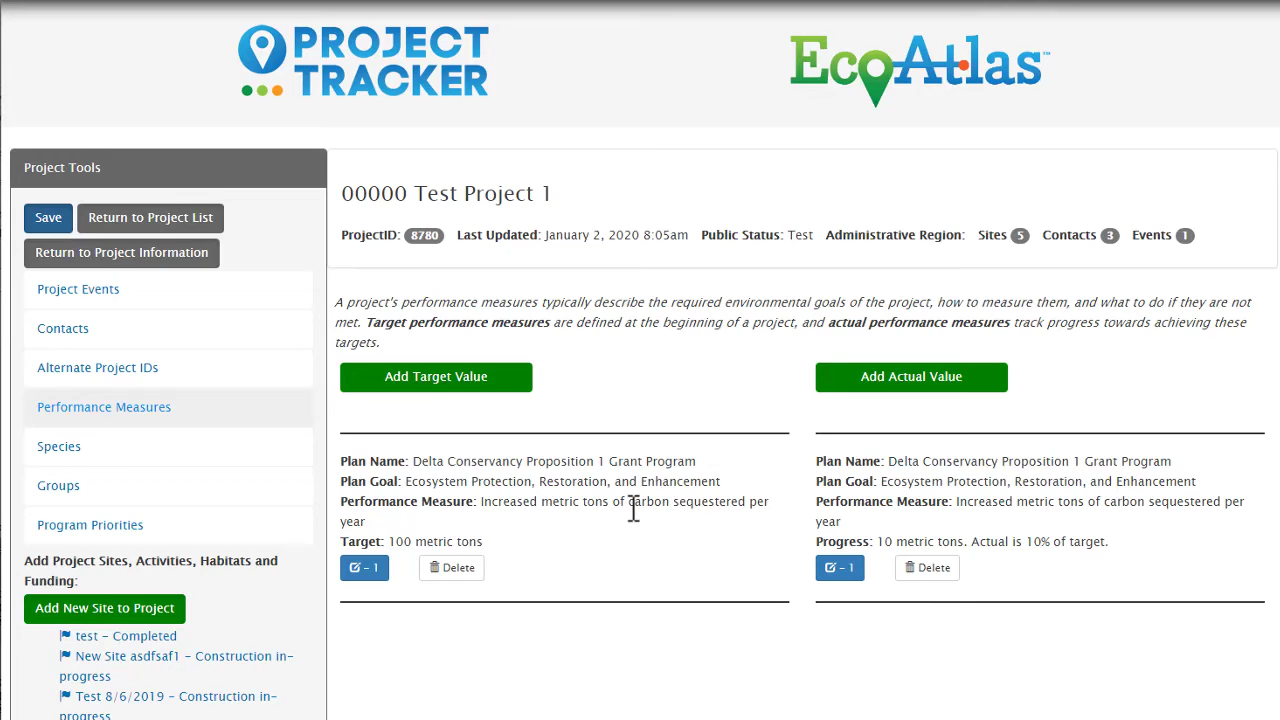 PROJECT
TRACKER
EcoAtlas™
Project Tools
Save
Return to Project List
Return to Project Information
Project Events
Contacts
Alternate Project IDs
Performance Measures
Species
Groups
Program Priorities
Add Project Sites, Activities, Habitats and
Funding:
Add New Site to Project
test – Completed
New Site asdfsaf1 – Construction in-
progress
Test 8/6/2019 – Construction in-
progress
00000 Test Project 1
ProjectID: 8780 Last Updated: January 2, 2020 8:05am Public Status: Test Administrative Region: Sites 5 Contacts 3 Events 1
A project's performance measures typically describe the required environmental goals of the project, how to measure them, and what to do if they are not
met. Target performance measures are defined at the beginning of a project, and actual performance measures track progress towards achieving these
targets.
Add Target Value
Plan Name: Delta Conservancy Proposition 1 Grant Program
Plan Goal: Ecosystem Protection, Restoration, and Enhancement
Performance Measure: Increased metric tons of carbon sequestered per
year
Target: 100 metric tons
– 1 Delete
Add Actual Value
Plan Name: Delta Conservancy Proposition 1 Grant Program
Plan Goal: Ecosystem Protection, Restoration, and Enhancement
Performance Measure: Increased metric tons of carbon sequestered per
year
Progress: 10 metric tons. Actual is 10% of target.
– 1 Delete